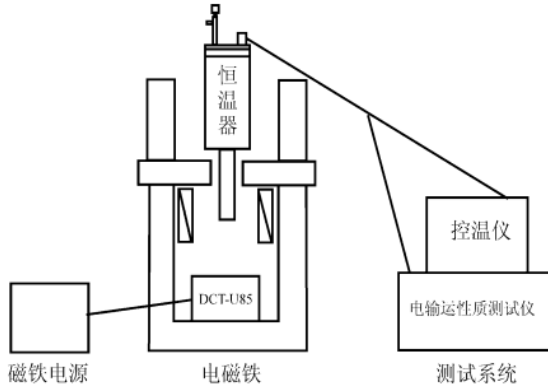 恒温器
控温仪
DCT-U85
电输运性质测试仪
磁铁电源
电磁铁
测试系统